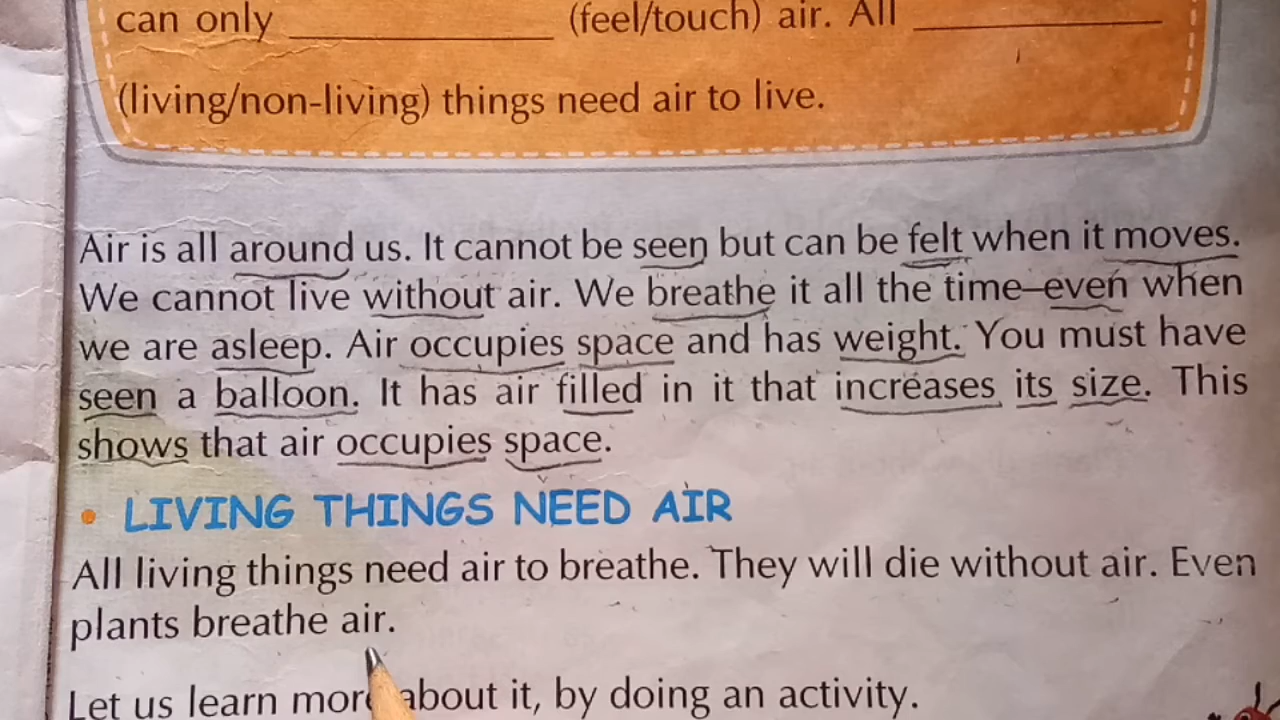 can only ____________ (feel/touch) air. All ____________
(living/non-living) things need air to live.
Air is all around us. It cannot be seen but can be felt when it moves.
We cannot live without air. We breathe it all the time–even when
we are asleep. Air occupies space and has weight. You must have
seen a balloon. It has air filled in it that increases its size. This
shows that air occupies space.
• LIVING THINGS NEED AIR
All living things need air to breathe. They will die without air. Even
plants breathe air.
Let us learn more about it, by doing an activity.